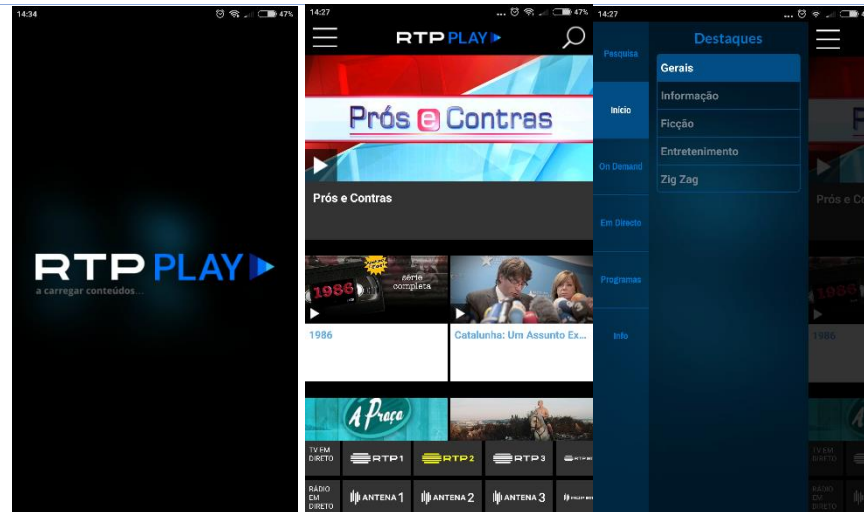 14:34
47%
RTP PLAY
a carregar conteúdos...
14:27
47%
RTP PLAY
Prós e Contras
Prós e Contras
1986
série
completa
1986
Catalunha: Um Assunto Ex...
A Praça
TV EM
DIRETO
RTP1
RTP2
RTP3
RÁDIO
EM
DIRETO
ANTENA 1
ANTENA 2
ANTENA 3
14:27
Pesquisa
Início
On Demand
Em Directo
Programas
Info
Destaques
Gerais
Informação
Ficção
Entretenimento
Zig Zag
Prós e Co
1986
1986
TV EM
DIRETO
RÁDIO
EM
DIRETO